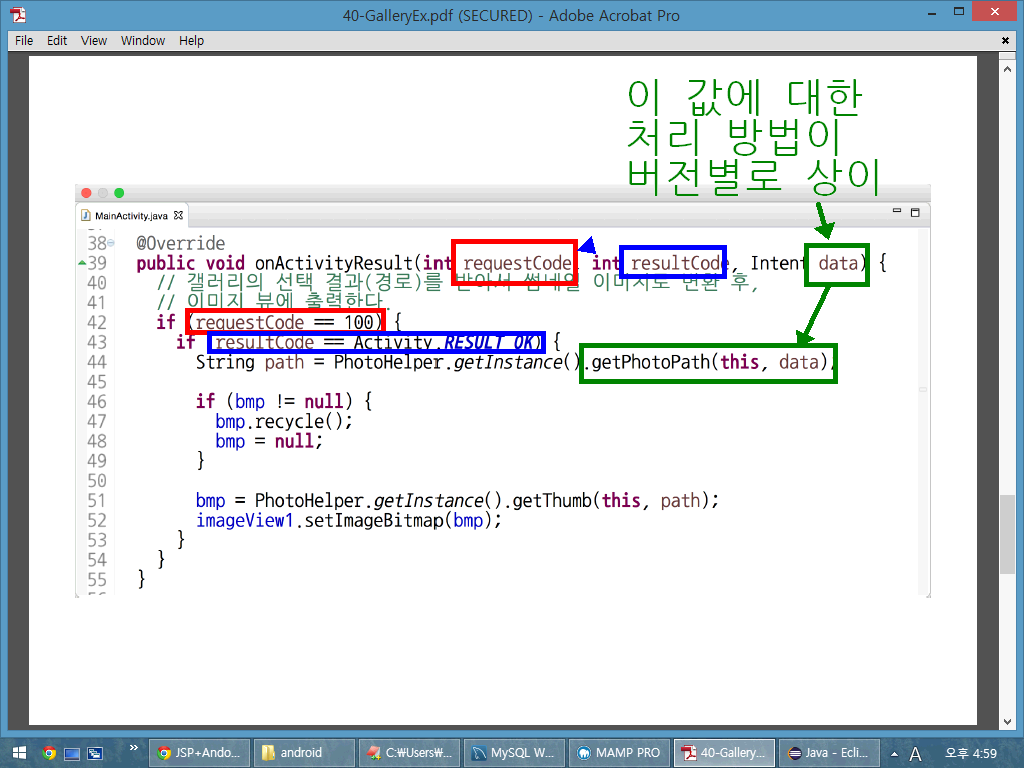 40-GalleryEx.pdf (SECURED) - Adobe Acrobat Pro
File Edit View Window Help
이 값에 대한
처리 방법이
버전별로 상이
MainActivity.java
38 @Override
39 public void onActivityResult(int requestCode, int resultCode, Intent data) {
40 // 갤러리의 선택 결과(경로)를 받아서 썸네일 이미지로 변환 후,
41 // 이미지 뷰에 출력한다.
42 if (requestCode == 100) {
43 if (resultCode == Activity.RESULT_OK) {
44 String path = PhotoHelper.getInstance().getPhotoPath(this, data);
45
46 if (bmp != null) {
47 bmp.recycle();
48 bmp = null;
49 }
50
51 bmp = PhotoHelper.getInstance().getThumb(this, path);
52 imageView1.setImageBitmap(bmp);
53 }
54 }
55 }
JSP+Ando... android C:₩Users₩... MySQL W... MAMP PRO 40-Gallery... Java - Ecli... A 오후 4:59